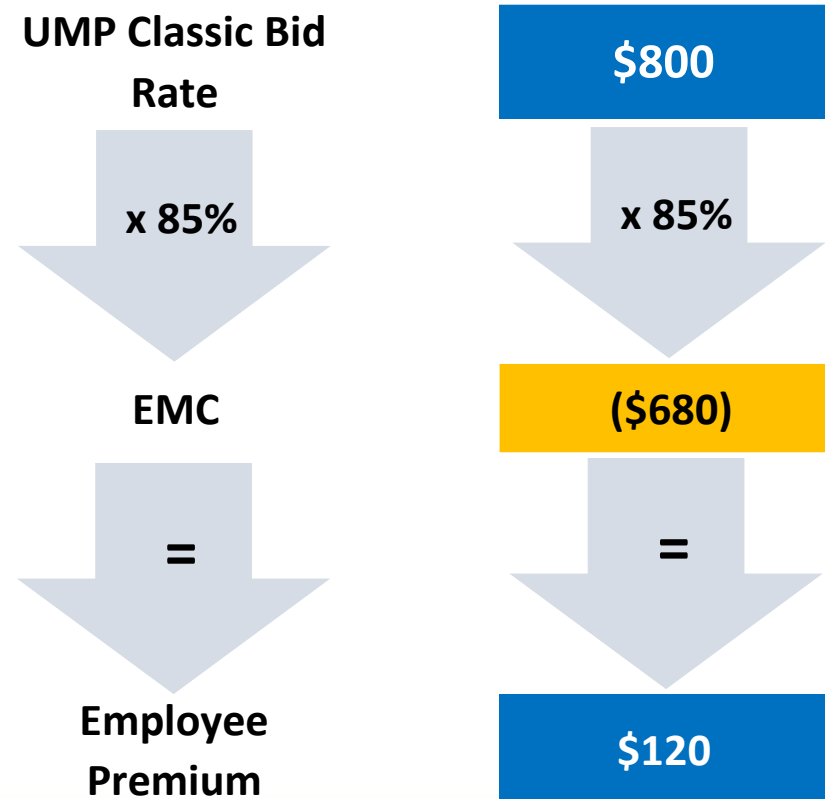 UMP Classic Bid
Rate
$800
x 85%
x 85%
EMC
($680)
=
=
Employee
Premium
$120